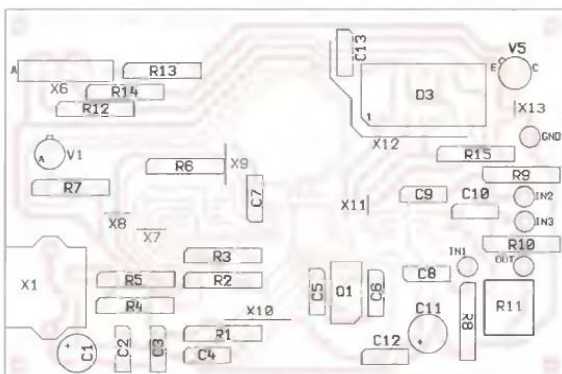 C13
V5
A
R13
E
C
X6
R14
D3
R12
1
X13
GND
X12
A
V1
R15
R6
X9
R9
R7
C7
C9
IN2
X11
C10
X8
IN3
X7
R10
R3
IN1
OUT
X1
R5
R2
C5
Q1
C6
C8
R4
R11
X10
C11
R8
R1
+
C1
C2
C3
+
C4
C12